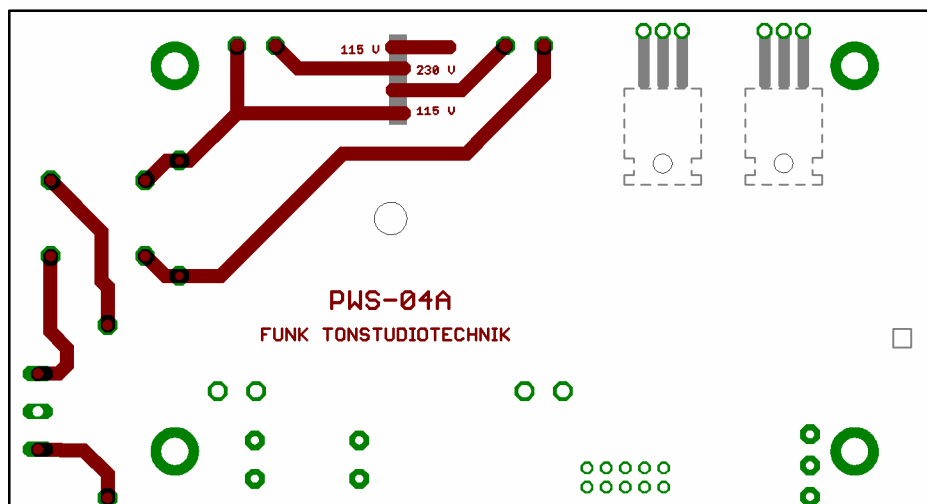 115 V
230 V
115 V
PWS-04A
FUNK TONSTUDIOTECHNIK